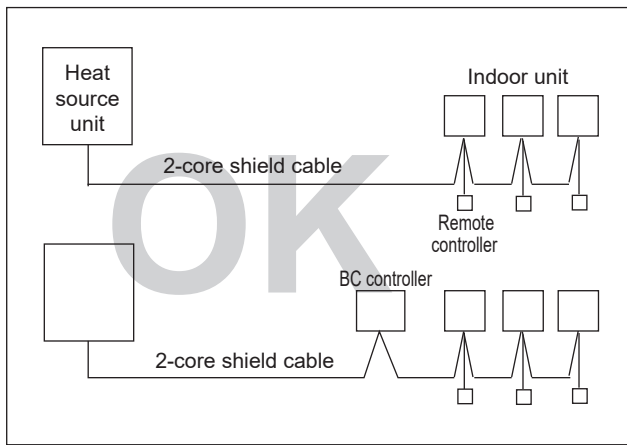 Heat
source
unit
Indoor unit
2-core shield cable
Remote
controller
OK
BC controller
2-core shield cable